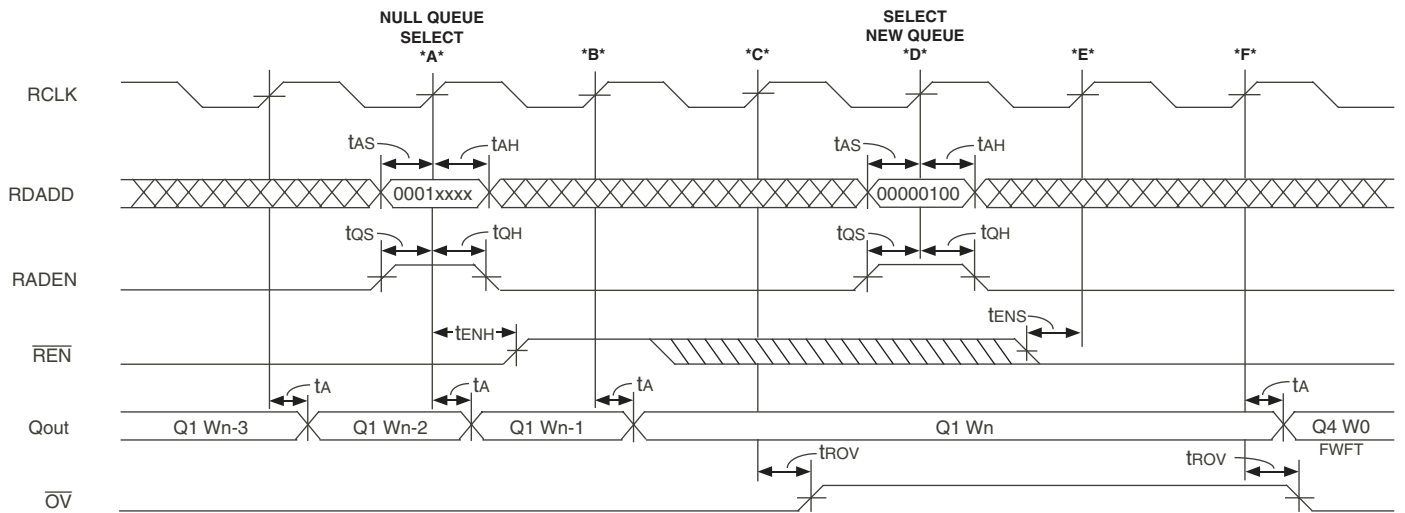 NULL QUEUE
SELECT
*A*
*B*
*C*
SELECT
NEW QUEUE
*D*
*E*
*F*
RCLK
tAS
tAH
tAS
tAH
RDADD
0001xxxx
00000100
tQS
tQH
tQS
tQH
RADEN
tENH
tENS
REN
tA
tA
tA
tA
Qout
Q1 Wn-3
Q1 Wn-2
Q1 Wn-1
Q1 Wn
Q4 W0
FWFT
tROV
tROV
OV